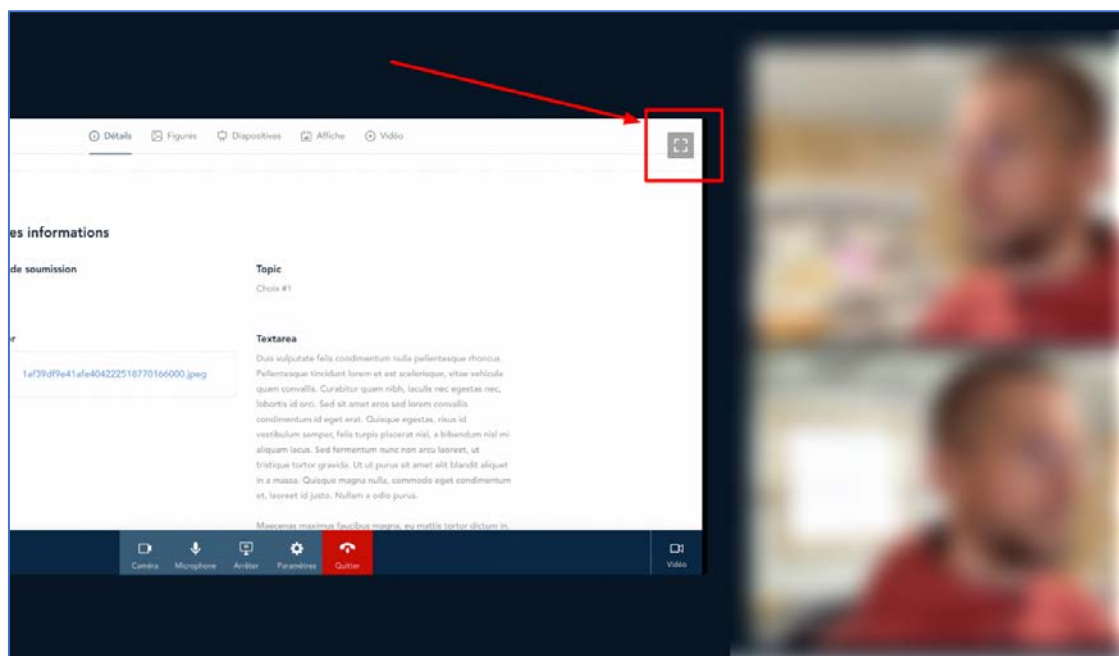 Détails Figures Diapositives Affiche Vidéo
es informations
de soumission
Topic
Choix #1
or
1af39df9e41afe404222518770166000.jpeg
Textarea
Duis vulputate felis condimentum nulla pellentesque rhoncus.
Pellentesque tincidunt lorem et est scelerisque, vitae vehicula
quam convallis. Curabitur quam nibh, iaculis nec egestas nec,
lobortis id orci. Sed sit amet eros sed lorem convallis
condimentum id eget erat. Quisque egestas, risus id
vestibulum semper, felis turpis placerat nisl, a bibendum nisl mi
aliquam lacus. Sed fermentum nunc non arcu laoreet, ut
tristique tortor gravida. Ut ut purus sit amet elit blandit aliquet
in a massa. Quisque magna nulla, commodo eget condimentum
et, laoreet id justo. Nullam a odio purus.
Maecenas maximus faucibus magna, eu mattis tortor dictum in.
Caméra Microphone Arrêter Paramètres Quitter Vidéo